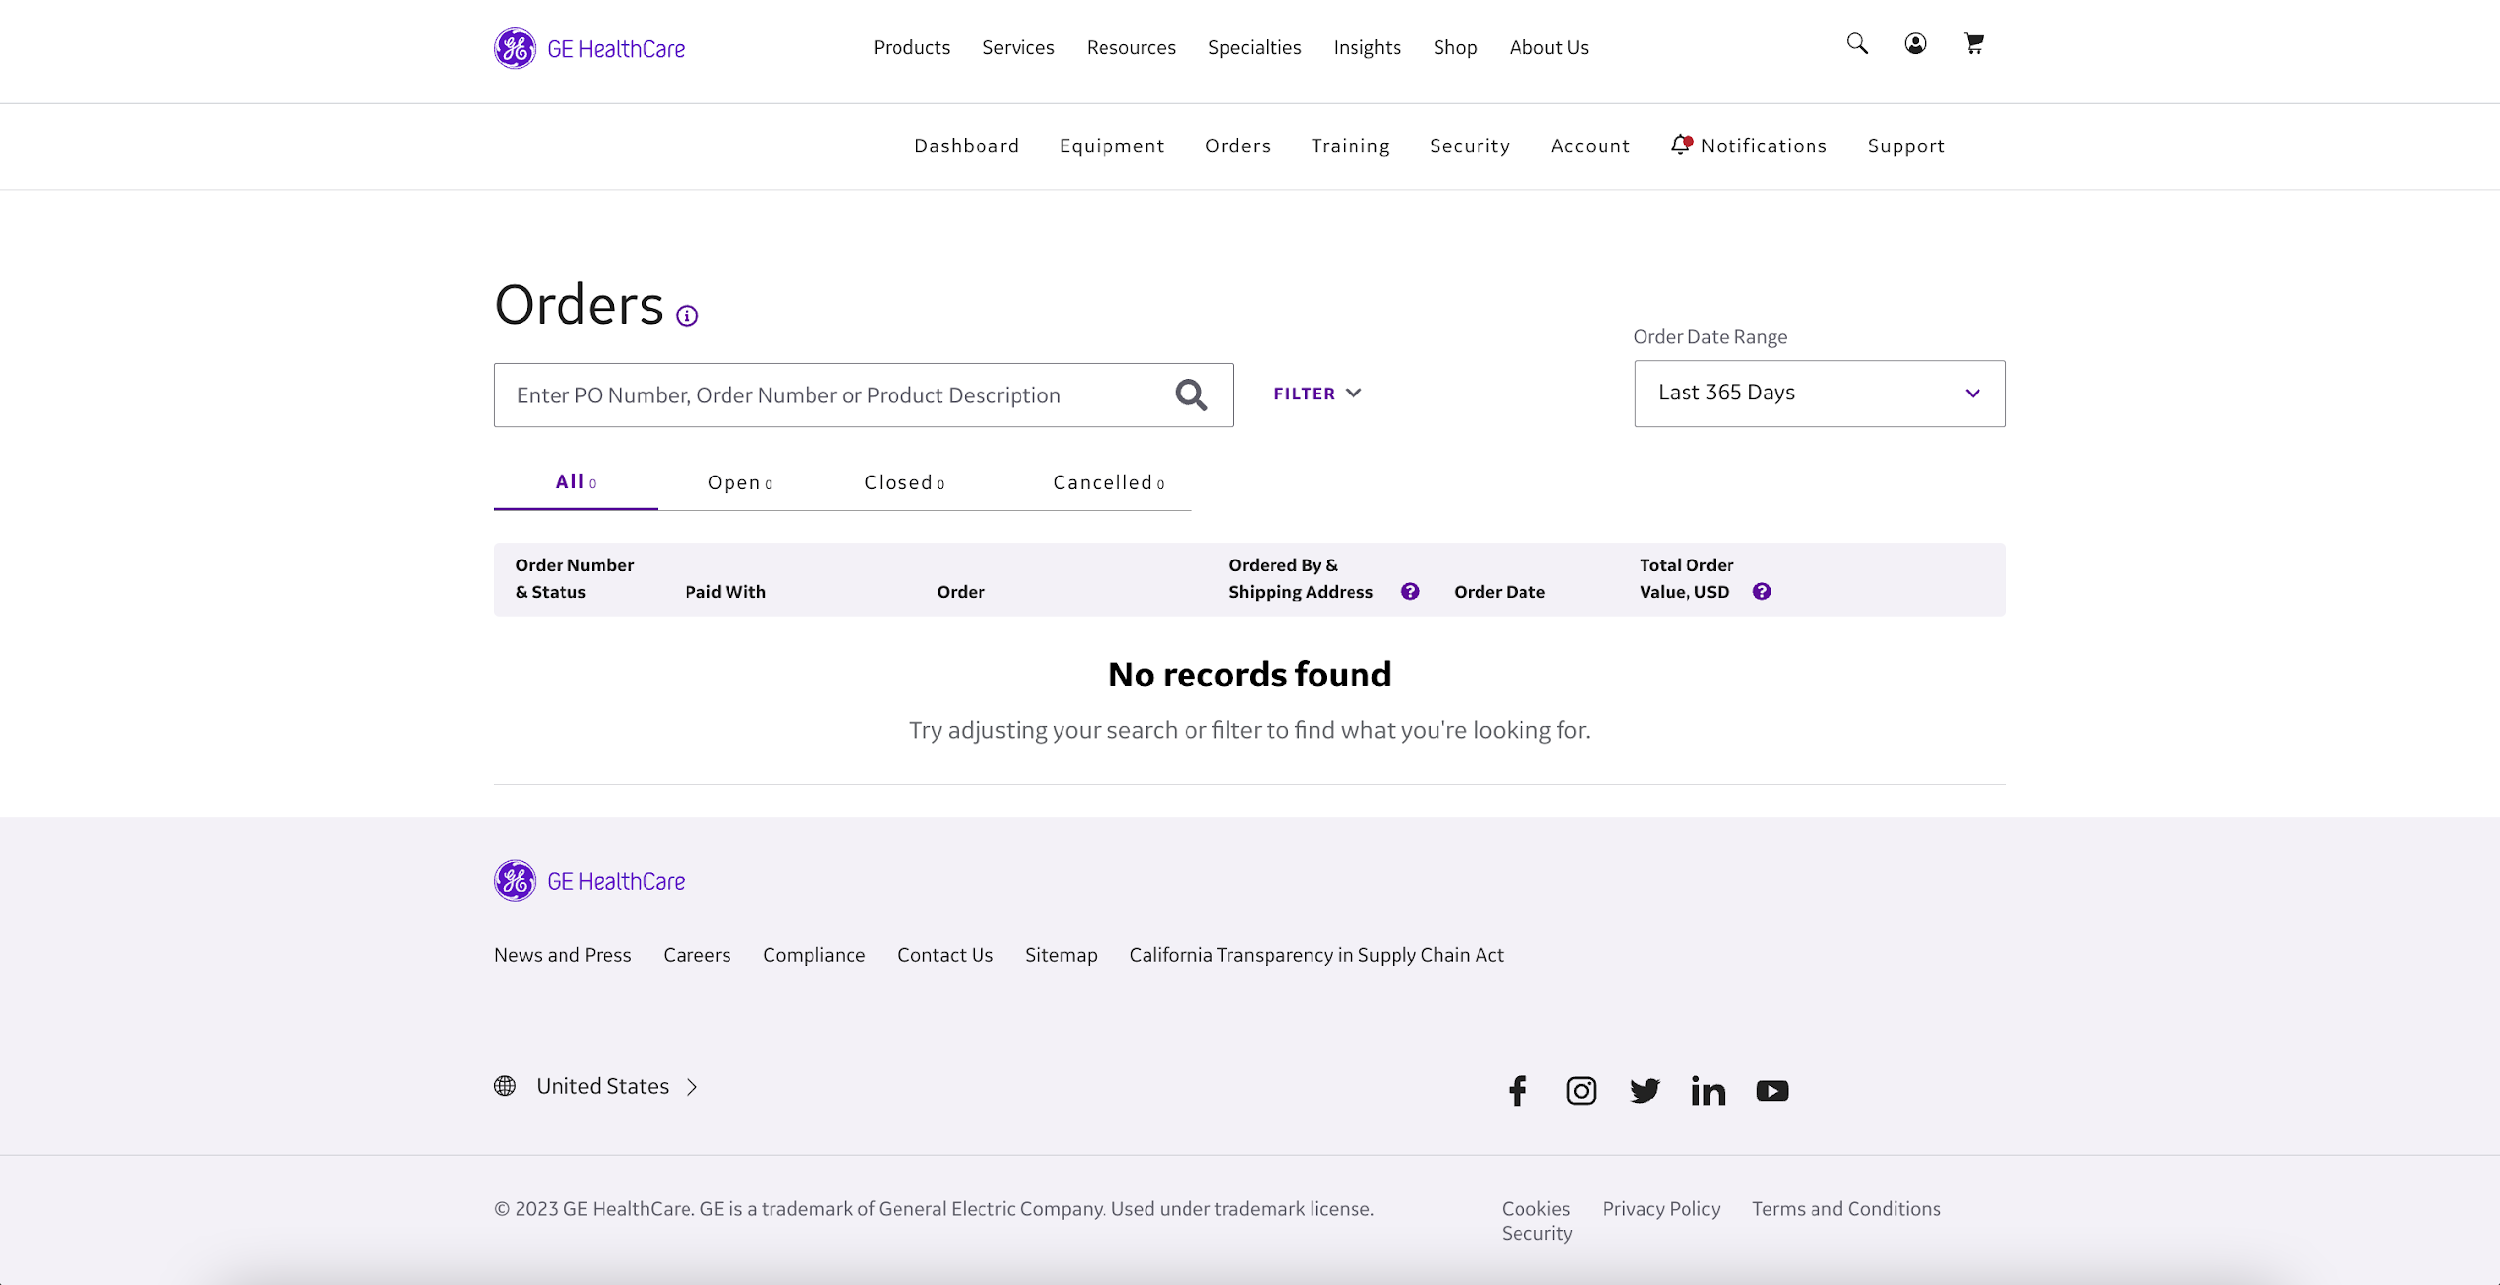 GE HealthCare
Products Services Resources Specialties Insights Shop About Us
Dashboard Equipment Orders Training Security Account Notifications Support
Orders
Order Date Range
Enter PO Number, Order Number or Product Description
FILTER
Last 365 Days
All 0 Open 0 Closed 0 Cancelled 0
Order Number & Status
Paid With
Order
Ordered By & Shipping Address ?
Order Date
Total Order Value, USD ?
No records found
Try adjusting your search or filter to find what you're looking for.
GE HealthCare
News and Press Careers Compliance Contact Us Sitemap California Transparency in Supply Chain Act
United States
© 2023 GE HealthCare. GE is a trademark of General Electric Company. Used under trademark license.
Cookies Privacy Policy Terms and Conditions
Security